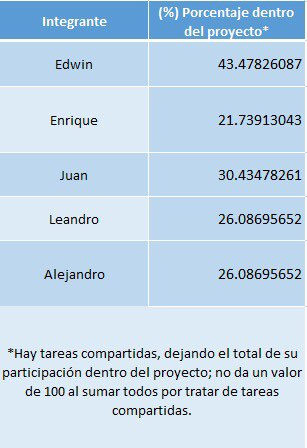 Integrante (%) Porcentaje dentro
del proyecto*
Edwin 43.47826087
Enrique 21.73913043
Juan 30.43478261
Leandro 26.08695652
Alejandro 26.08695652
*Hay tareas compartidas, dejando el total de su
participación dentro del proyecto; no da un valor
de 100 al sumar todos por tratar de tareas
compartidas.